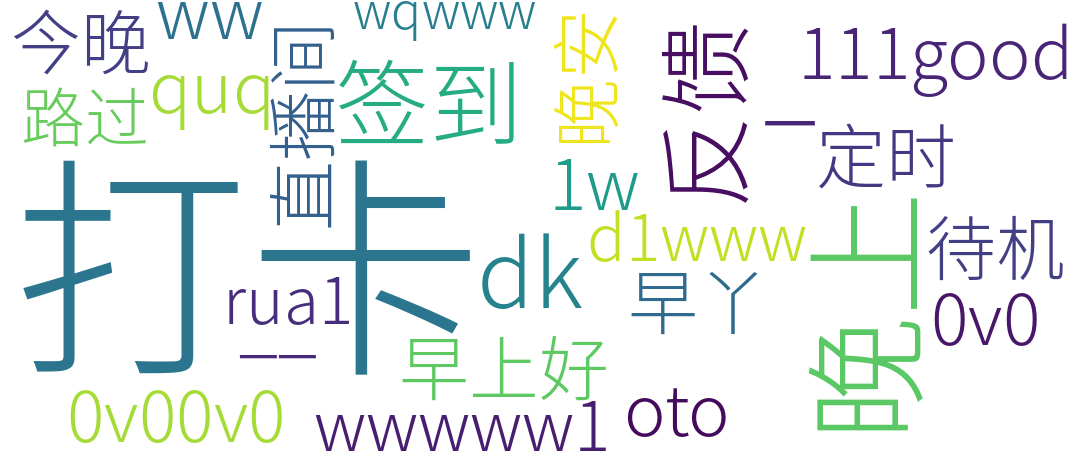 今晚
ww
wqwww
直播间
签到
晚安
反馈
111good
路过
quq
一定时
1w
d1www
晚上
待机
打卡
dk
早丫
0v0
rua1
一一
早上好
0v00v0
wwwww1
oto